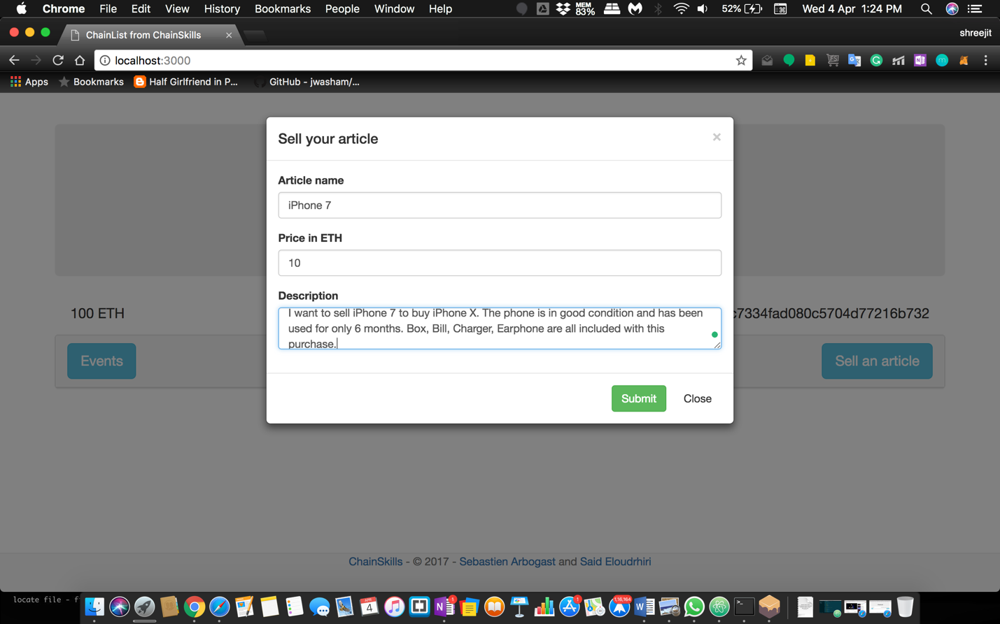 Chrome File Edit View History Bookmarks People Window Help MEM 83% 52% Wed 4 Apr 1:24 PM
ChainList from ChainSkills × shreejit
localhost:3000
Apps Bookmarks Half Girlfriend in P... GitHub - jwasham/...
Sell your article ×
Article name
iPhone 7
Price in ETH
10
Description
I want to sell iPhone 7 to buy iPhone X. The phone is in good condition and has been
used for only 6 months. Box, Bill, Charger, Earphone are all included with this
purchase.
100 ETH c7334fad080c5704d77216b732
Events Sell an article
Submit Close
ChainSkills - © 2017 - Sebastien Arbogast and Said Eloudrhiri
locate file - f
APR 4 1 1 1,16,164